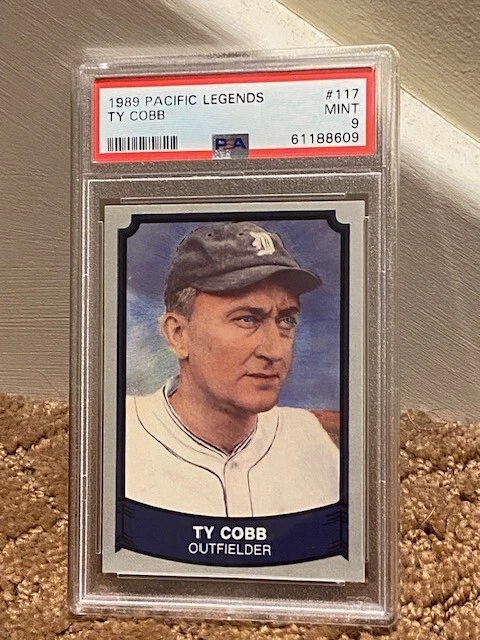 1989 PACIFIC LEGENDS #117
TY COBB MINT
9
PSA 61188609
D
TY COBB
OUTFIELDER